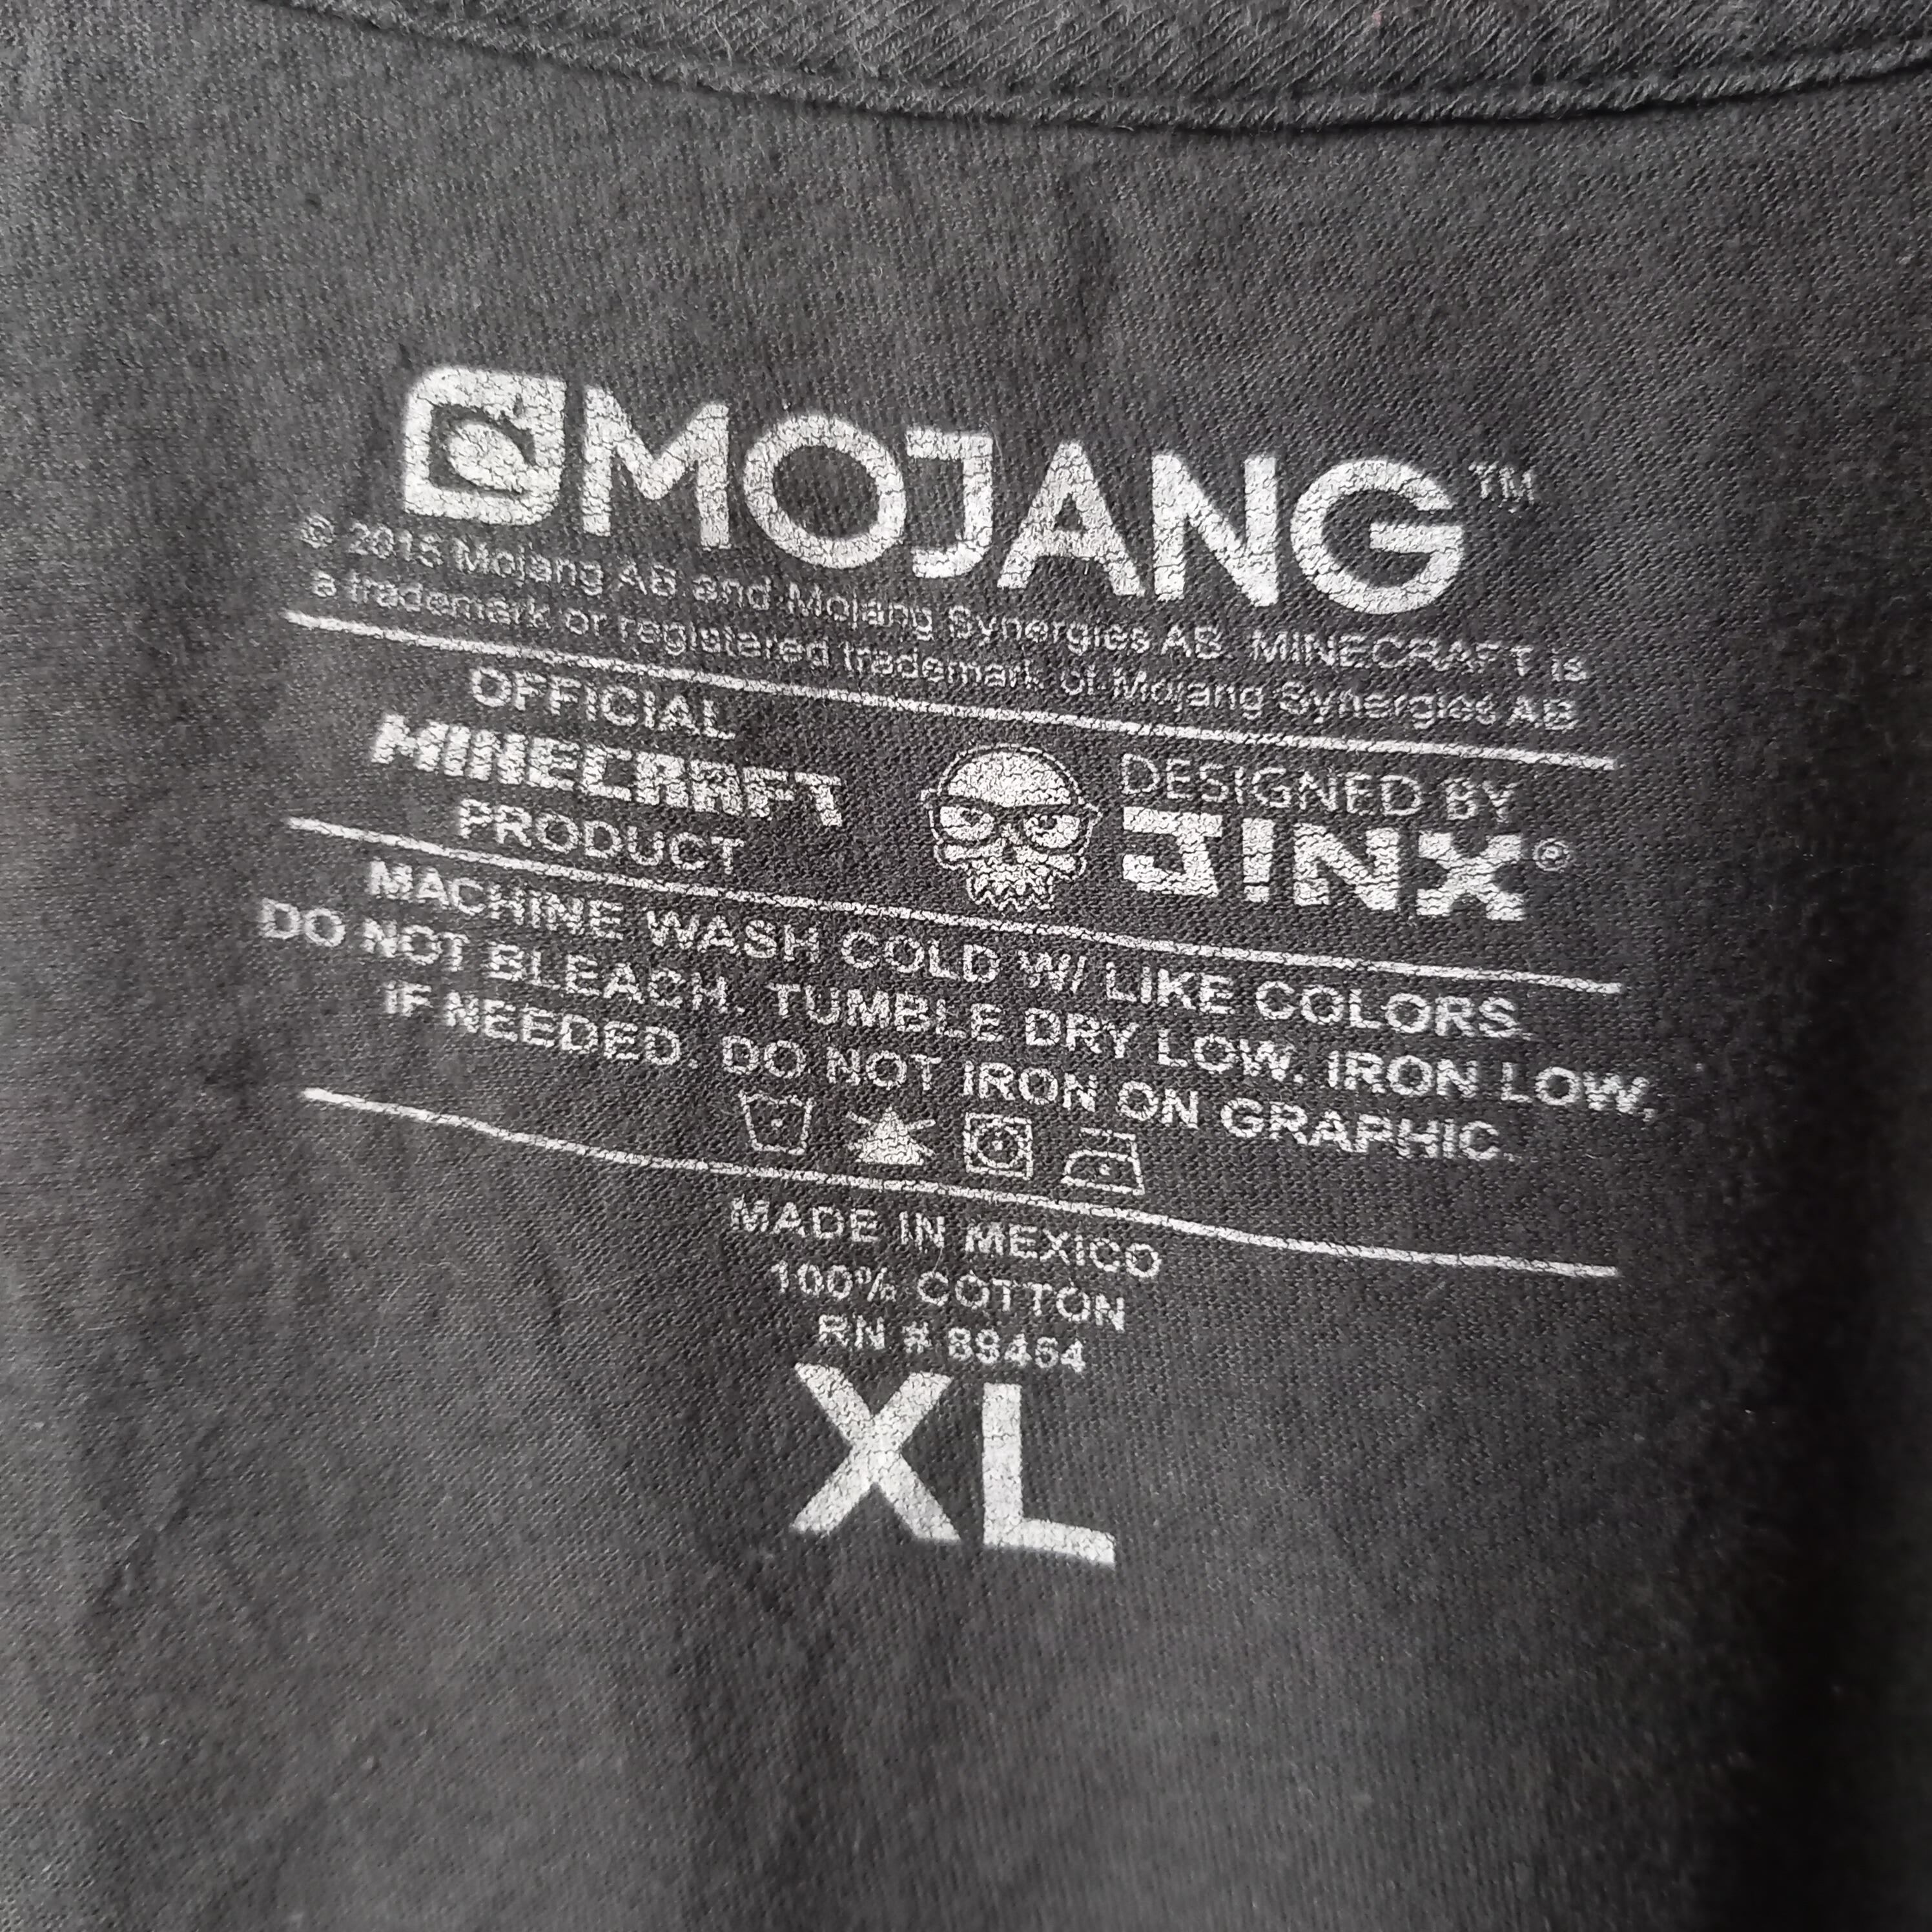 MOJANG™
© 2015 Mojang AB and Mojang Synergies AB. MINECRAFT is
a trademark or registered trademark of Mojang Synergies AB
OFFICIAL
MINECRAFT
PRODUCT
DESIGNED BY
J!NX®
MACHINE WASH COLD W/ LIKE COLORS.
DO NOT BLEACH. TUMBLE DRY LOW. IRON LOW,
IF NEEDED. DO NOT IRON ON GRAPHIC.
MADE IN MEXICO
100% COTTON
RN # 89464
XL